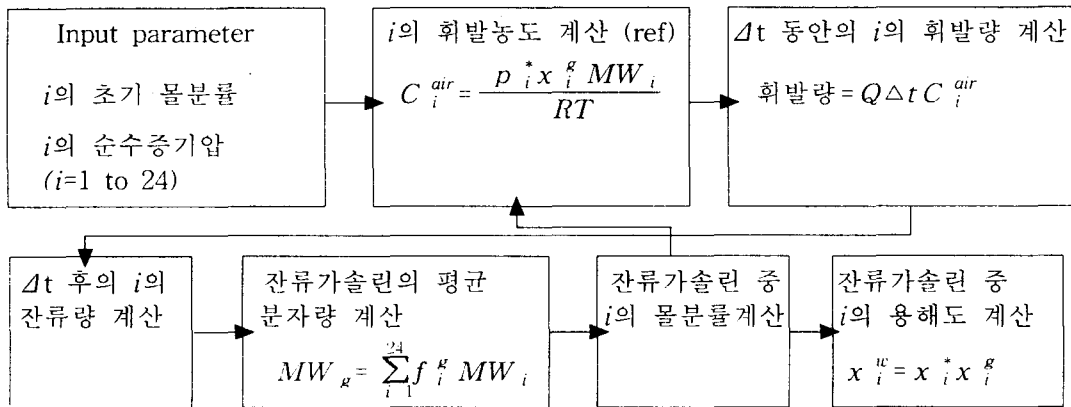 Input parameter
i의 초기 몰분률
i의 순수증기압
(i=1 to 24)
i의 휘발농도 계산 (ref)
C_i^{air} = \frac{p_i^* x_i^g MW_i}{RT}
Δt 동안의 i의 휘발량 계산
휘발량 = QΔt C_i^{air}
Δt 후의 i의
잔류량 계산
잔류가솔린의 평균
분자량 계산
MW_g = \sum_{i=1}^{24} f_i^g MW_i
잔류가솔린 중
i의 몰분률계산
잔류가솔린 중
i의 용해도 계산
x_i^w = x_i^* x_i^g